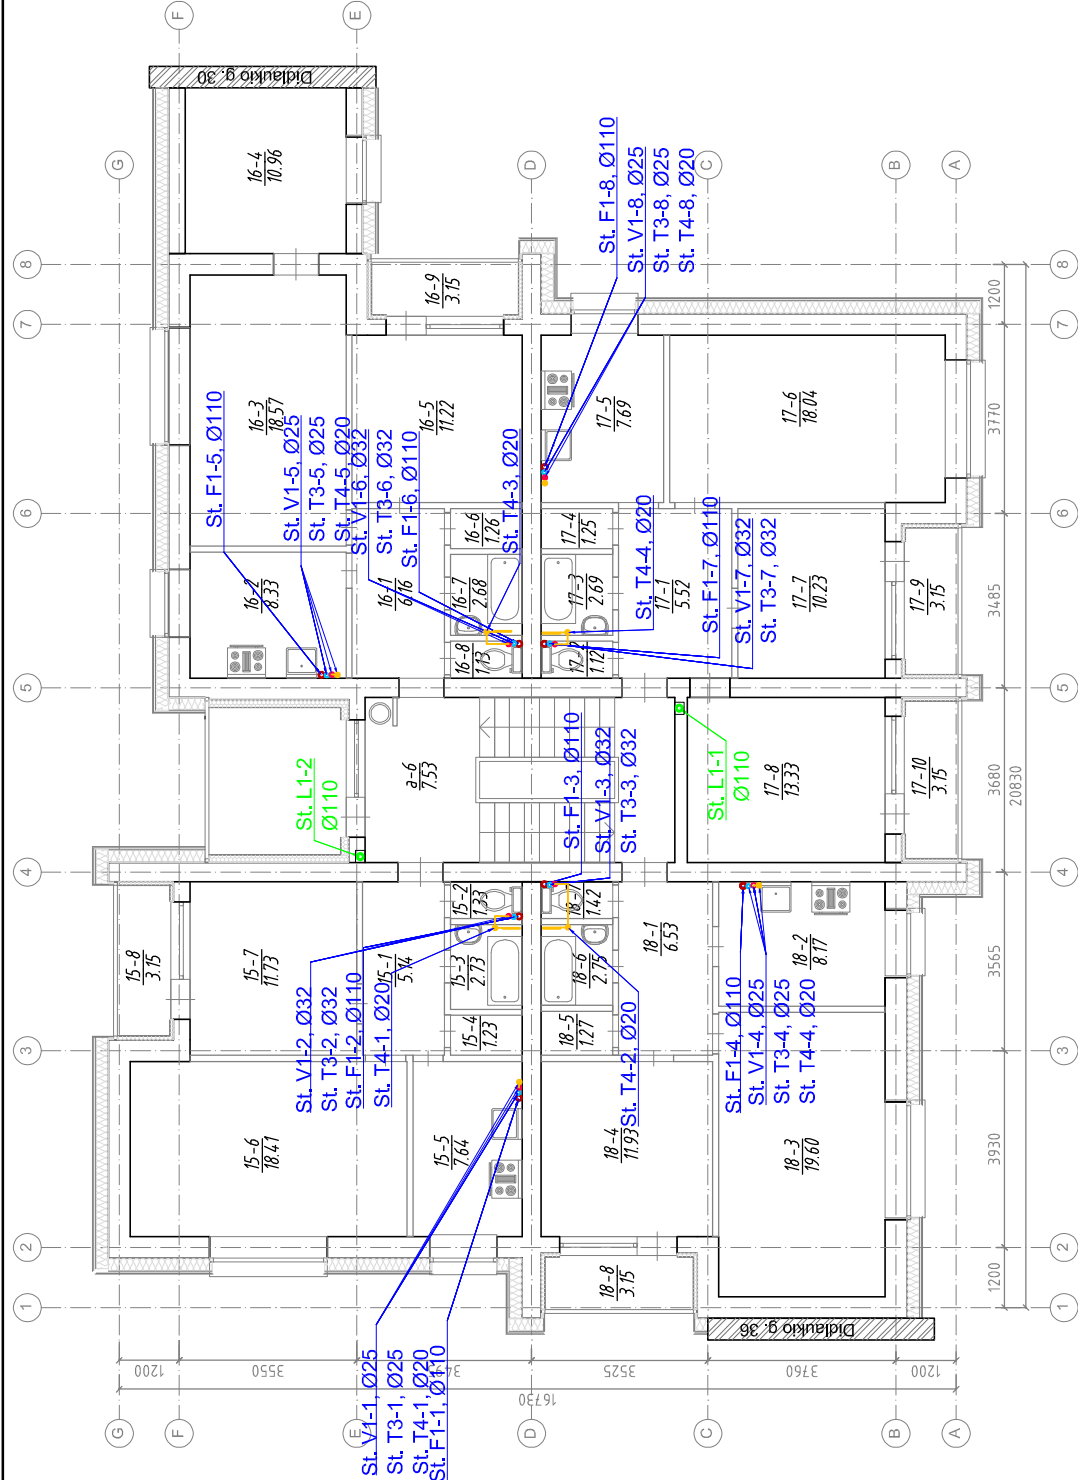 F
E
Didlaukio g. 30
G
D
C
B
A
16-4
10.96
8
8
16-9
3.15
7
7
1200
St. F1-8, Ø110
St. V1-8, Ø25
St. T3-8, Ø25
St. T4-8, Ø20
16-3
18.57
16-5
11.22
17-5
7.69
17-6
18.04
3770
St. F1-5, Ø110
St. V1-5, Ø25
St. T3-5, Ø25
St. T4-5, Ø20
St. V1-6, Ø32
St. T3-6, Ø32
St. F1-6, Ø110
St. T4-3, Ø20
6
6
16-2
8.33
16-1
6.16
16-6
1.26
16-7
2.68
16-8
1.13
17-4
1.25
17-3
2.69
17-2
1.12
17-1
5.52
17-7
10.23
17-9
3.15
3485
St. T4-4, Ø20
St. F1-7, Ø110
St. V1-7, Ø32
St. T3-7, Ø32
5
5
a-6
7.53
St. L1-2
Ø110
St. L1-1
Ø110
17-8
13.33
17-10
3.15
3680
20830
St. F1-3, Ø110
St. V1-3, Ø32
St. T3-3, Ø32
4
4
15-8
3.15
15-7
11.73
15-1
5.14
15-2
1.33
15-3
2.73
15-4
1.23
18-7
1.42
18-6
2.75
18-5
1.27
18-1
6.53
18-2
8.17
3565
St. V1-2, Ø32
St. T3-2, Ø32
St. F1-2, Ø110
St. T4-1, Ø20
St. T4-2, Ø20
St. F1-4, Ø110
St. V1-4, Ø25
St. T3-4, Ø25
St. T4-4, Ø20
3
3
15-6
18.41
15-5
7.64
18-4
11.93
18-3
19.60
3930
2
2
18-8
3.15
1200
1
1
Didlaukio g. 36
St. V1-1, Ø25
St. T3-1, Ø25
St. T4-1, Ø20
St. F1-1, Ø110
1200
3550
3525
3760
1200
16730
G
F
E
D
C
B
A